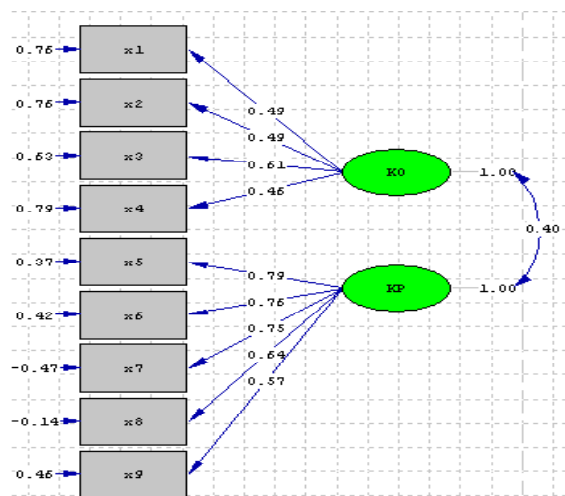 0.76 x1
0.49
0.76 x2
0.49
0.63 x3
0.61
KO 1.00
0.46
0.79 x4
0.40
0.37 x5
0.79
KP 1.00
0.76
0.42 x6
0.75
0.64
-0.47 x7
0.57
-0.14 x8
0.46 x9